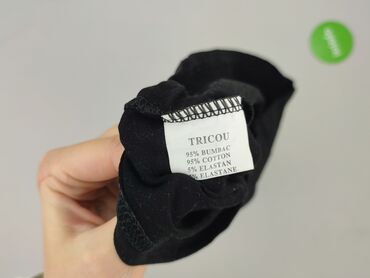 TRICOU
95% BUMBAC
95% COTTON
5% ELASTAN
5% ELASTANE